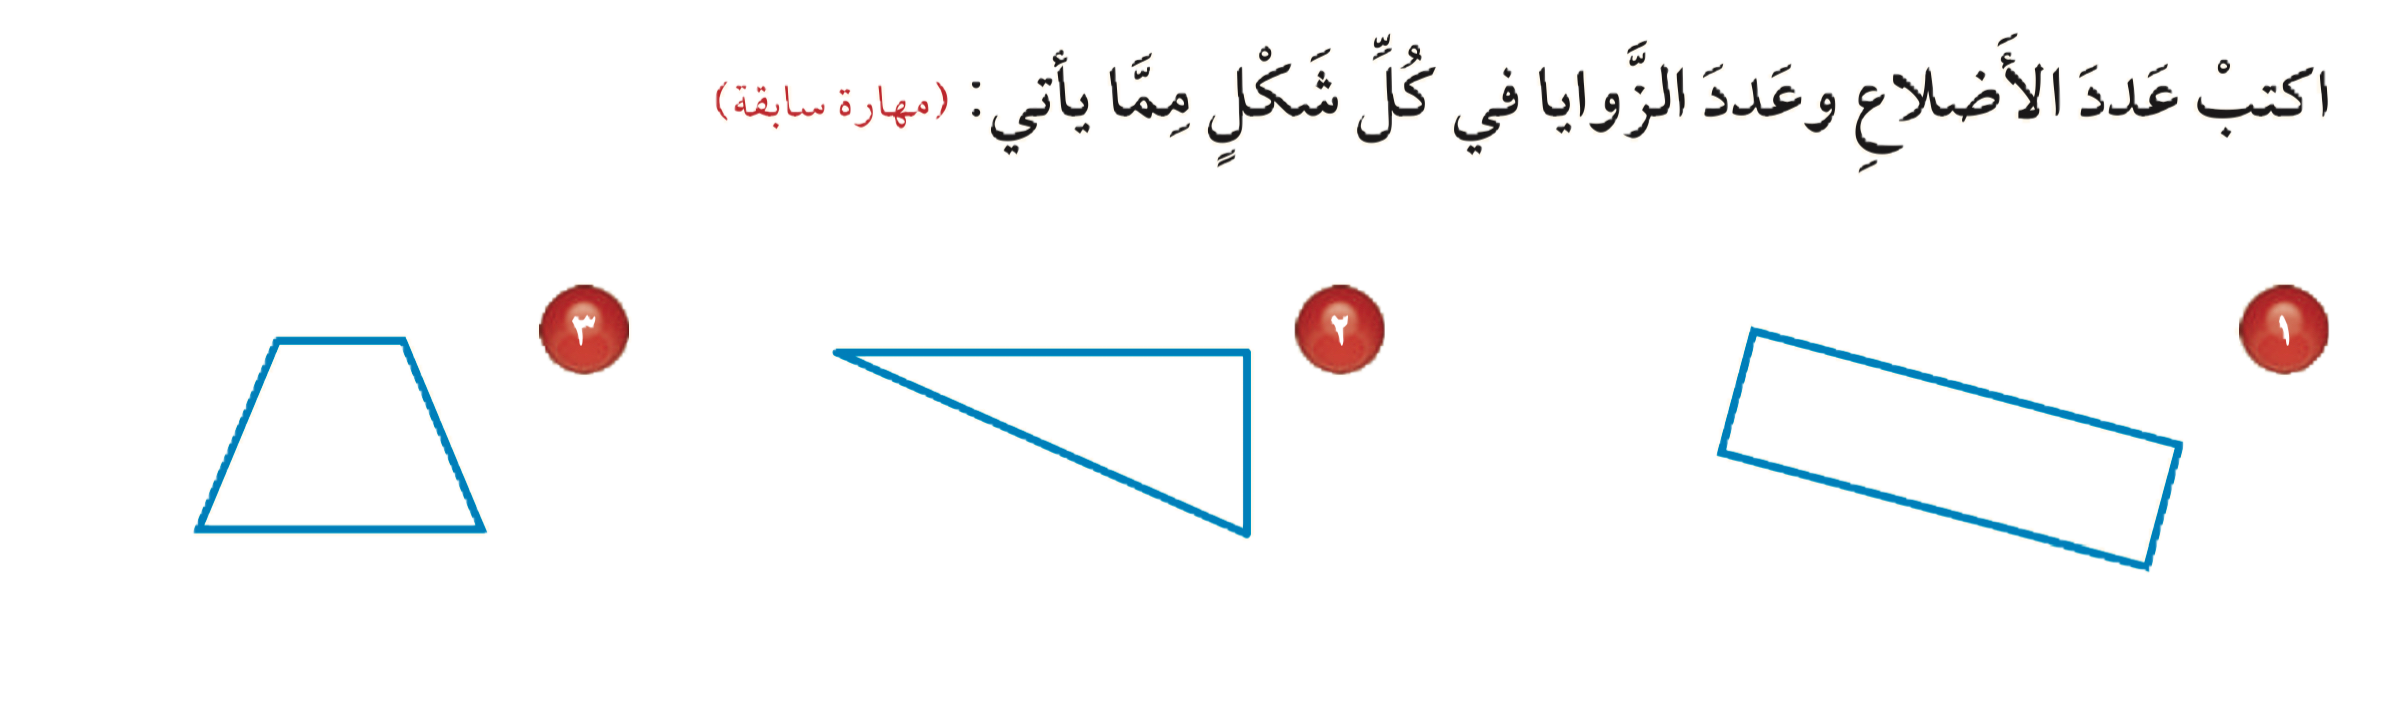 اكتبْ عَددَ الأَضلاعِ وعَددَ الزَّوايا في كُلِّ شَكْلٍ مِمَّا يأتي: (مهارة سابقة)
١ ٢ ٣